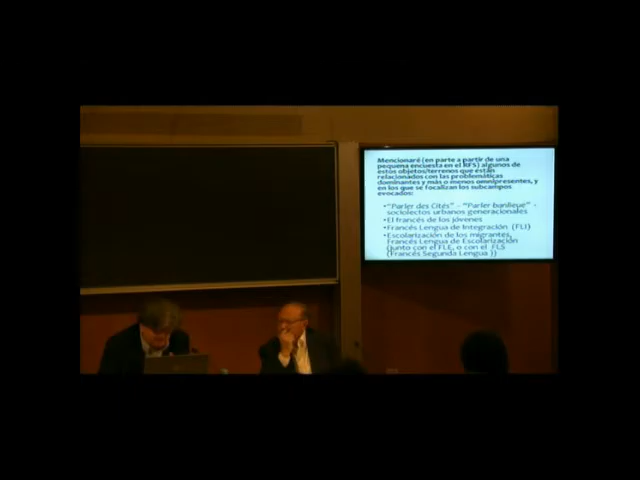 Mencionaré (en parte a partir de una
pequena encuesta en el RFS) algunos de
estos objetos/terrenos que están
relacionados con las problemáticas
dominantes y más o menos omnipresentes, y
en los que se focalizan los subcampos
evocados:
•"Parler des Cités" – "Parler banlieue" -
sociolectos urbanos generacionales
•El francés de los jóvenes
•Francés Lengua de Integración (FLI)
•Escolarización de los migrantes,
Francés Lengua de Escolarización
(junto con el FLE, o con el FLS
(Francés Segunda Lengua ))